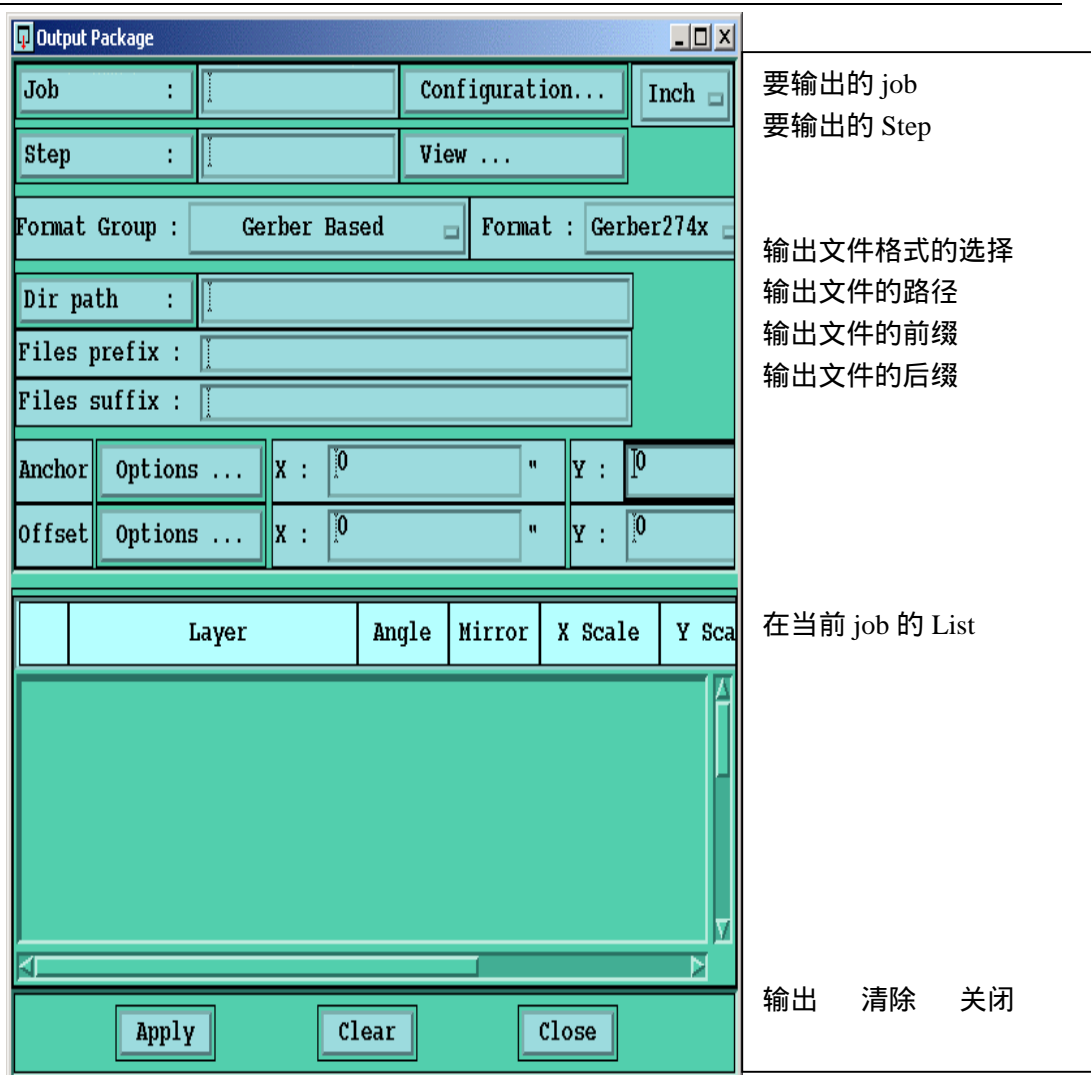 Output Package
Job : Configuration... Inch
要输出的 job
Step : View ...
要输出的 Step
Format Group : Gerber Based Format : Gerber274x
输出文件格式的选择
Dir path :
输出文件的路径
Files prefix :
输出文件的前缀
Files suffix :
输出文件的后缀
Anchor Options ... X : 0 " Y : 0
Offset Options ... X : 0 " Y : 0
Layer Angle Mirror X Scale Y Sca
在当前 job 的 List
Apply Clear Close
输出 清除 关闭